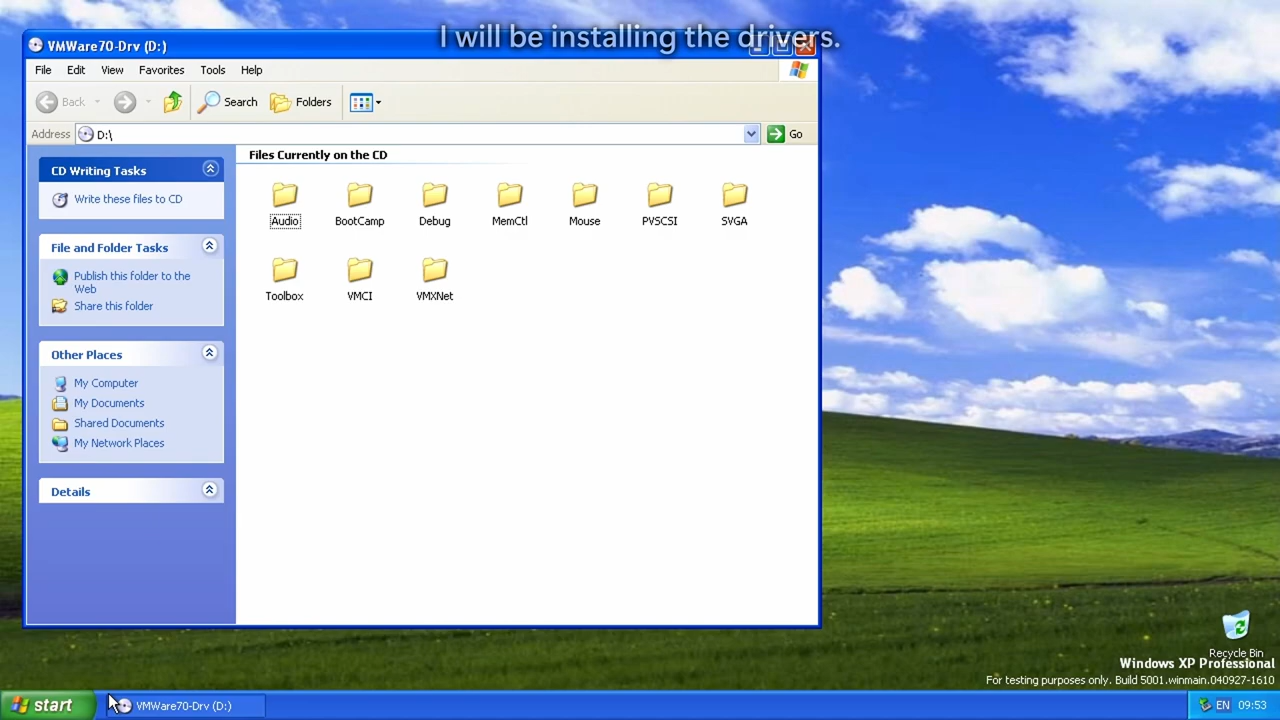 I will be installing the drivers.
VMWare70-Drv (D:)
File Edit View Favorites Tools Help
Back Search Folders
Address D:\ Go
CD Writing Tasks
Write these files to CD
File and Folder Tasks
Publish this folder to the
Web
Share this folder
Other Places
My Computer
My Documents
Shared Documents
My Network Places
Details
Files Currently on the CD
Audio BootCamp Debug MemCtl Mouse PVSCSI SVGA
Toolbox VMCI VMXNet
Recycle Bin
Windows XP Professional
For testing purposes only. Build 5001.winmain.040927-1610
start VMWare70-Drv (D:) EN 09:53